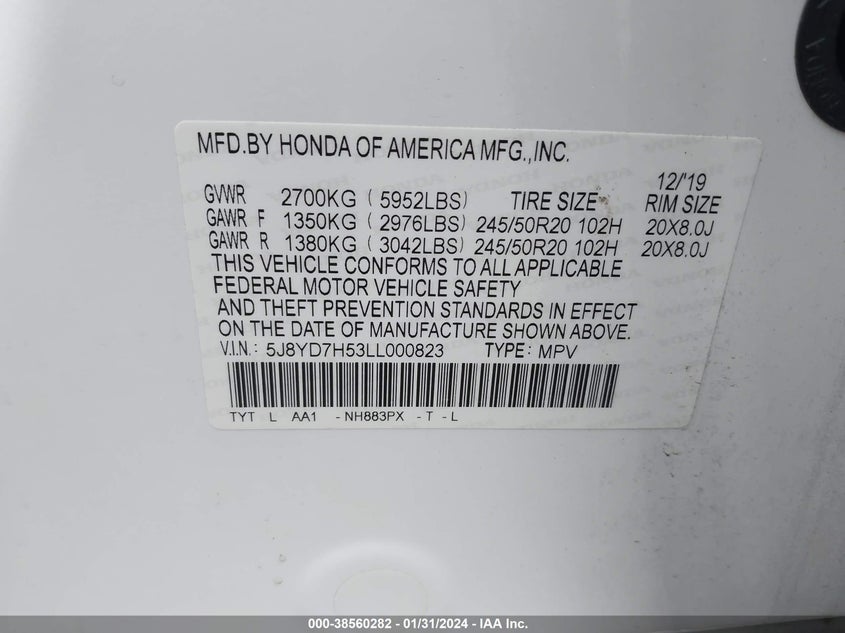 MFD.BY HONDA OF AMERICA MFG.,INC.
12/'19
GVWR 2700KG ( 5952LBS) TIRE SIZE RIM SIZE
GAWR F 1350KG ( 2976LBS) 245/50R20 102H 20X8.0J
GAWR R 1380KG ( 3042LBS) 245/50R20 102H 20X8.0J
THIS VEHICLE CONFORMS TO ALL APPLICABLE
FEDERAL MOTOR VEHICLE SAFETY
AND THEFT PREVENTION STANDARDS IN EFFECT
ON THE DATE OF MANUFACTURE SHOWN ABOVE.
V.I.N.: 5J8YD7H53LL000823 TYPE: MPV
TYT L AA1 - NH883PX - T - L
000-38560282 - 01/31/2024 - IAA Inc.